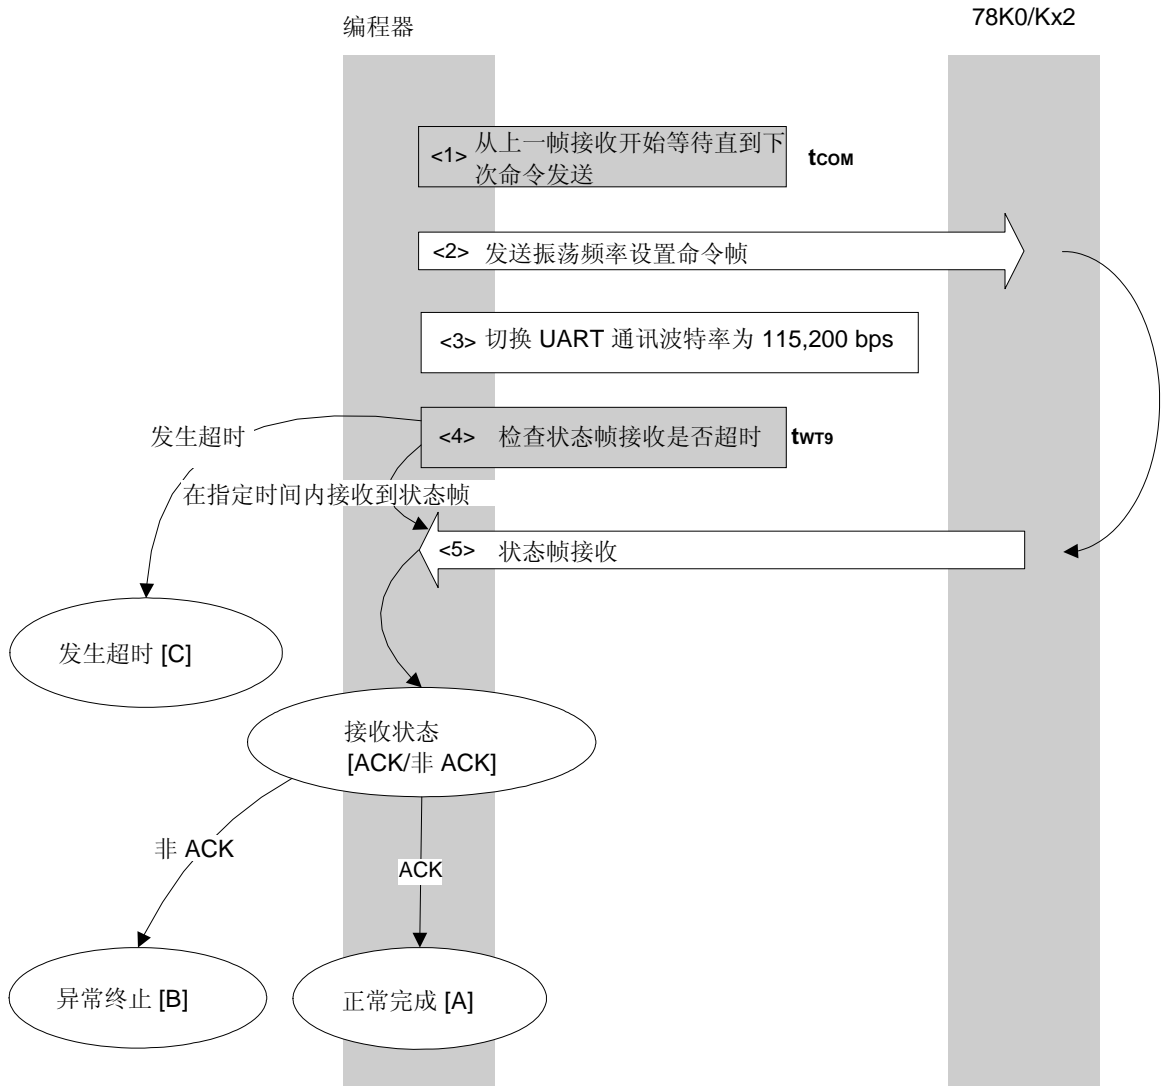 编程器
78K0/Kx2
<1> 从上一帧接收开始等待直到下
次命令发送
tCOM
<2> 发送振荡频率设置命令帧
<3> 切换 UART 通讯波特率为 115,200 bps
发生超时
<4> 检查状态帧接收是否超时
tWT9
在指定时间内接收到状态帧
<5> 状态帧接收
发生超时 [C]
接收状态
[ACK/非 ACK]
非 ACK
ACK
异常终止 [B]
正常完成 [A]